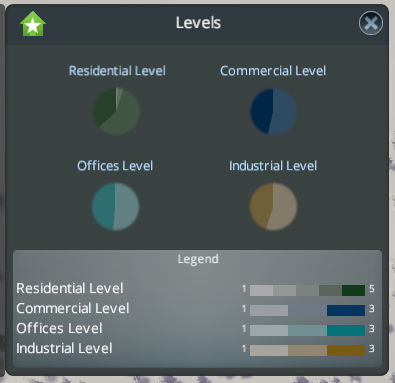 Levels
Residential Level Commercial Level
Offices Level Industrial Level
Legend
Residential Level 1 5
Commercial Level 1 3
Offices Level 1 3
Industrial Level 1 3